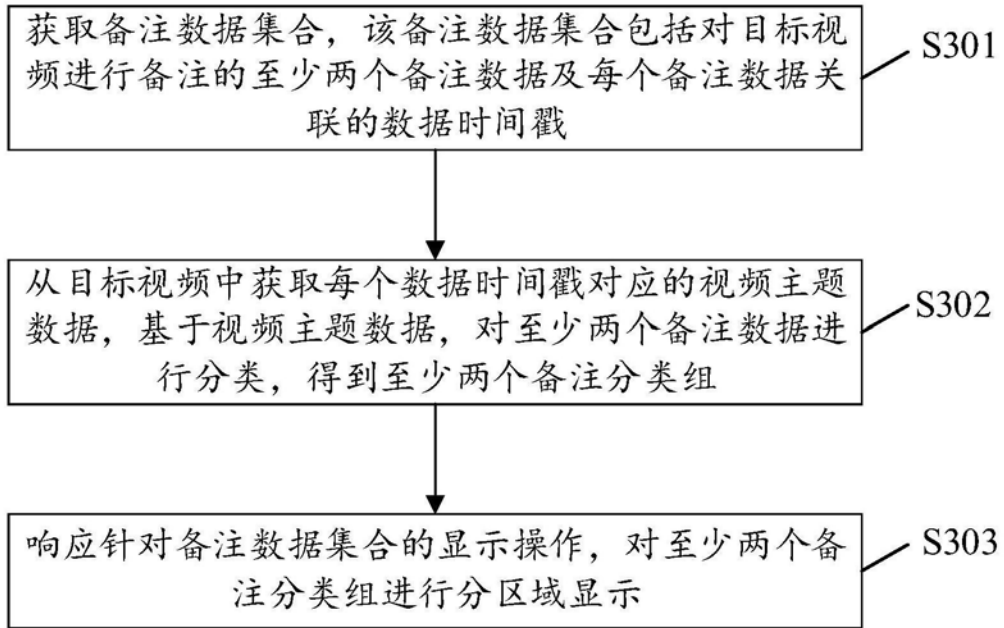 获取备注数据集合，该备注数据集合包括对目标视
频进行备注的至少两个备注数据及每个备注数据关
联的数据时间戳
S301
从目标视频中获取每个数据时间戳对应的视频主题
数据，基于视频主题数据，对至少两个备注数据进
行分类，得到至少两个备注分类组
S302
响应针对备注数据集合的显示操作，对至少两个备
注分类组进行分区域显示
S303